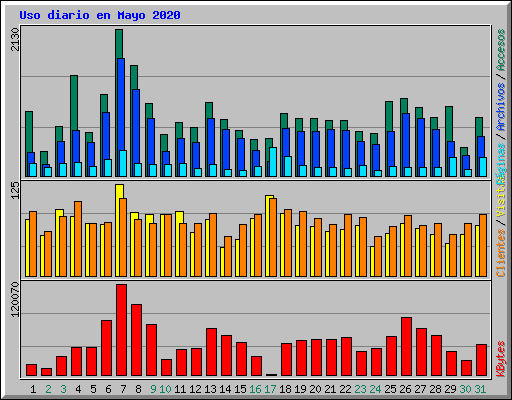 Uso diario en Mayo 2020
2130
125
120070
Accesos / Archivos / Páginas
Clientes / Visitas
KBytes
1 2 3 4 5 6 7 8 9 10 11 12 13 14 15 16 17 18 19 20 21 22 23 24 25 26 27 28 29 30 31